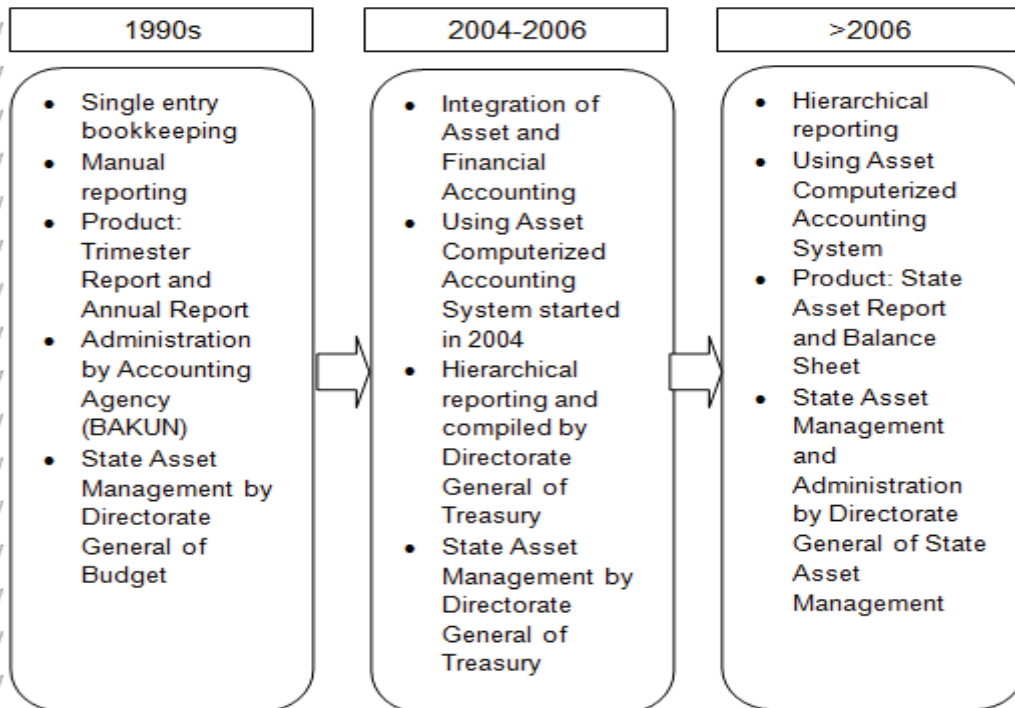 1990s
• Single entry
bookkeeping
• Manual
reporting
• Product:
Trimester
Report and
Annual Report
• Administration
by Accounting
Agency
(BAKUN)
• State Asset
Management by
Directorate
General of
Budget
2004-2006
• Integration of
Asset and
Financial
Accounting
• Using Asset
Computerized
Accounting
System started
in 2004
• Hierarchical
reporting and
compiled by
Directorate
General of
Treasury
• State Asset
Management by
Directorate
General of
Treasury
>2006
• Hierarchical
reporting
• Using Asset
Computerized
Accounting
System
• Product: State
Asset Report
and Balance
Sheet
• State Asset
Management
and
Administration
by Directorate
General of State
Asset
Management